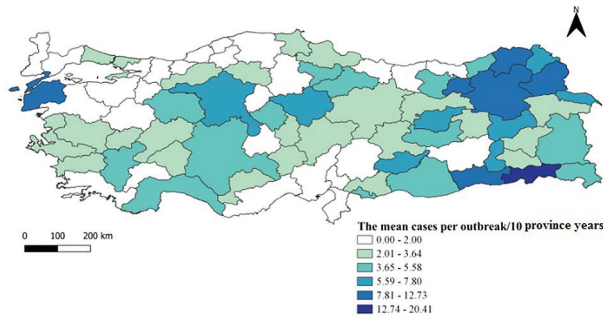 N
0 100 200 km
The mean cases per outbreak/10 province years
0.00 - 2.00
2.01 - 3.64
3.65 - 5.58
5.59 - 7.80
7.81 - 12.73
12.74 - 20.41